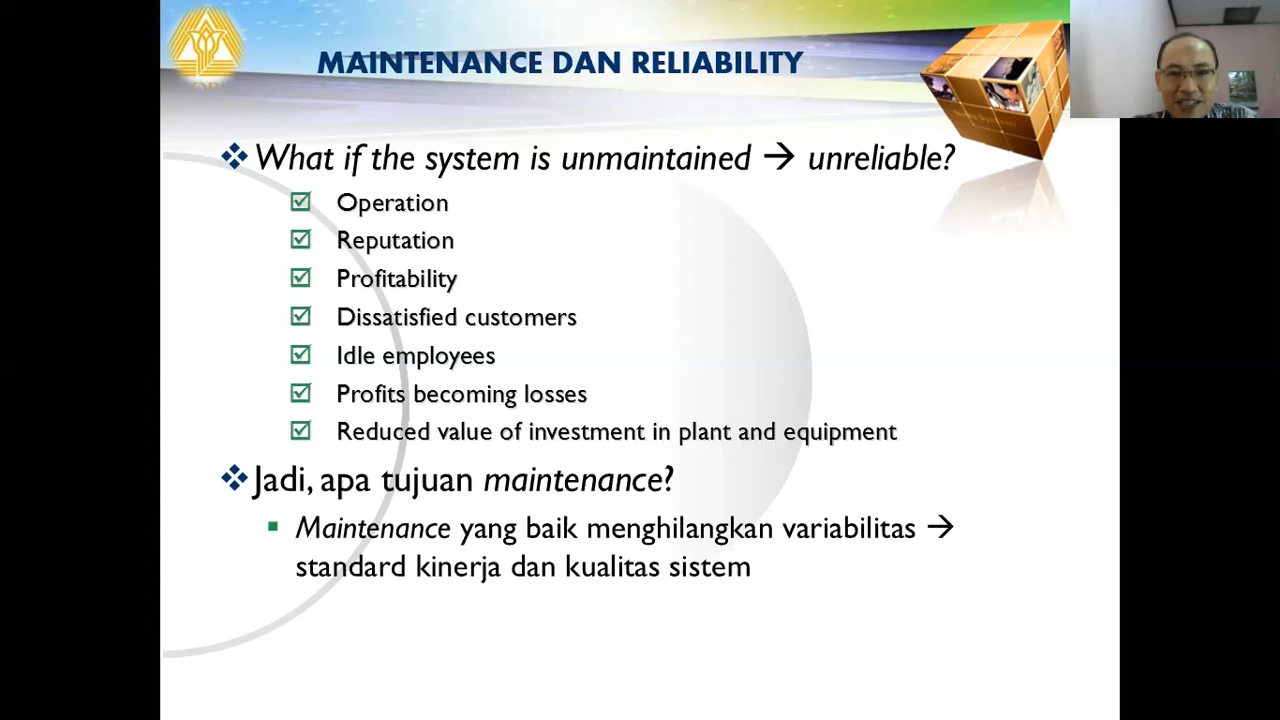 MAINTENANCE DAN RELIABILITY
What if the system is unmaintained → unreliable?
Operation
Reputation
Profitability
Dissatisfied customers
Idle employees
Profits becoming losses
Reduced value of investment in plant and equipment
Jadi, apa tujuan maintenance?
Maintenance yang baik menghilangkan variabilitas →
standard kinerja dan kualitas sistem